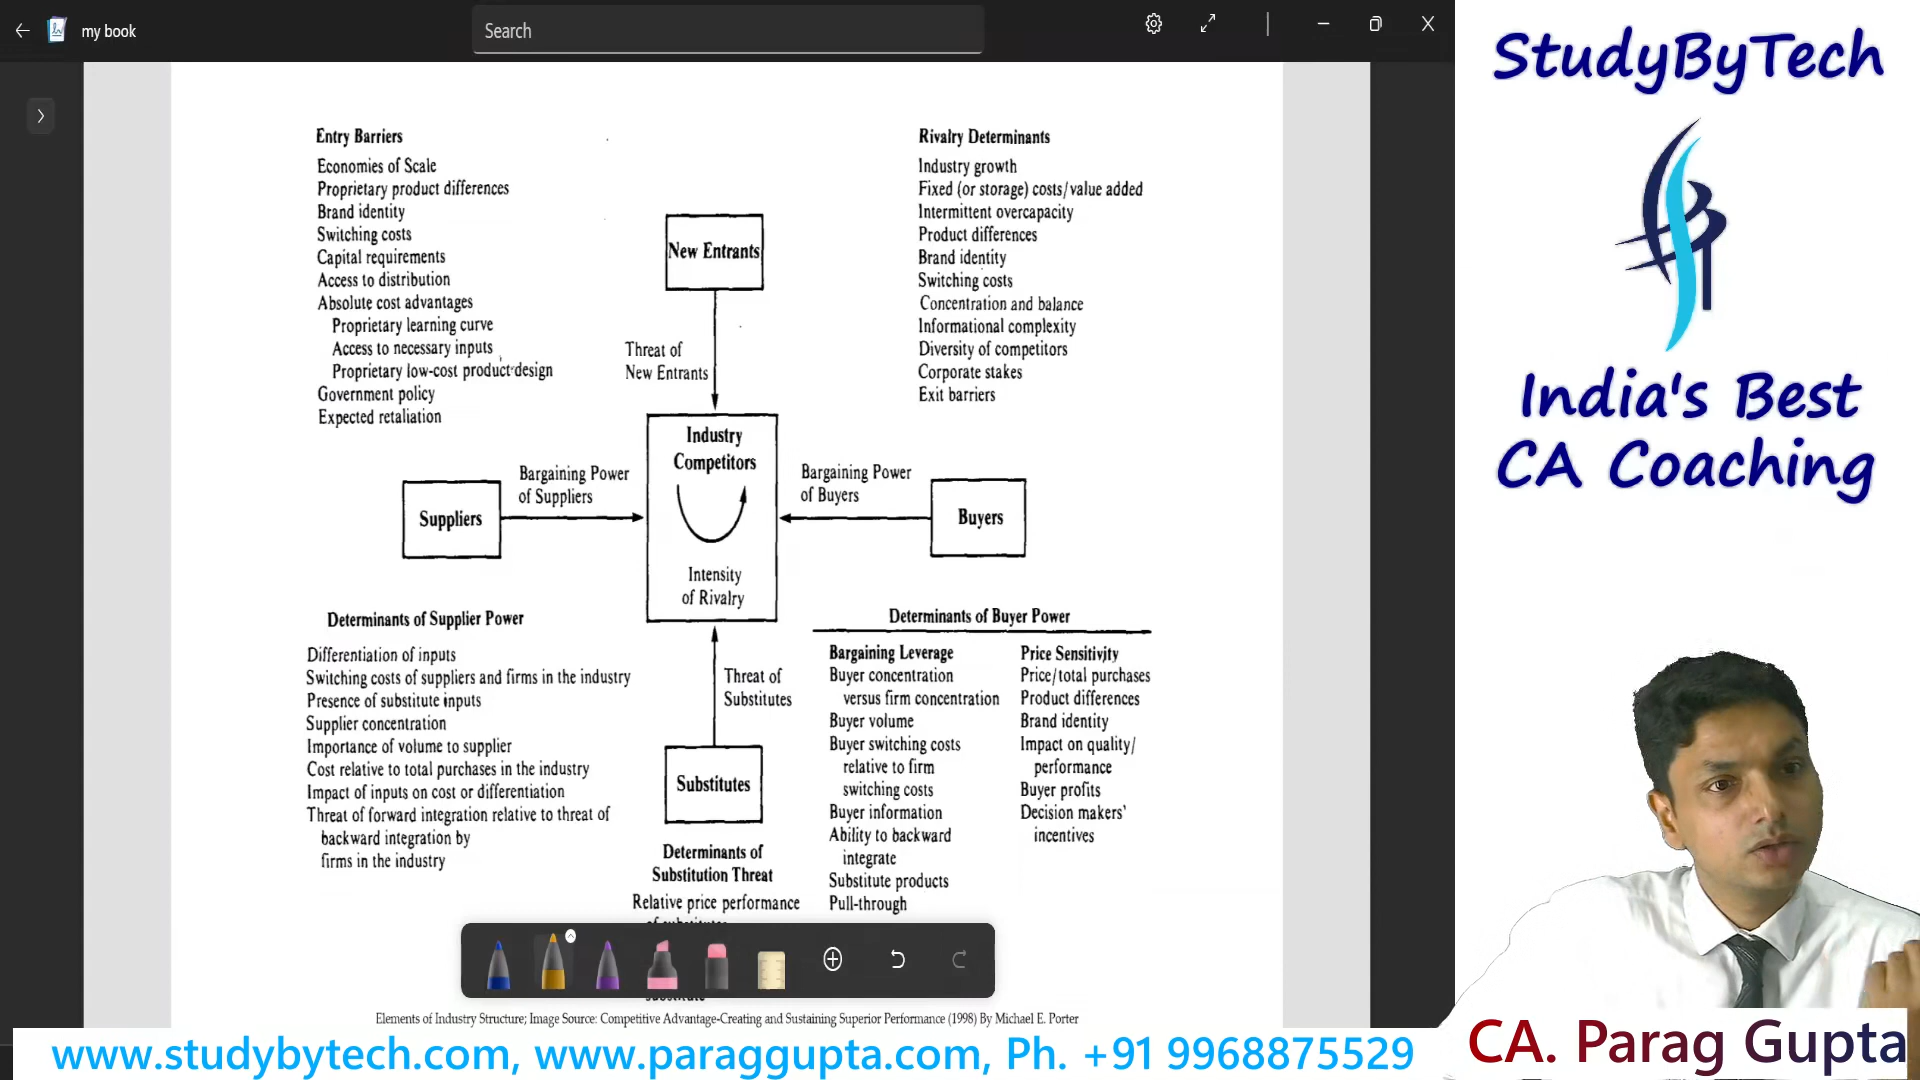 my book
Search
Entry Barriers
Economies of Scale
Proprietary product differences
Brand identity
Switching costs
Capital requirements
Access to distribution
Absolute cost advantages
Proprietary learning curve
Access to necessary inputs
Proprietary low-cost product design
Government policy
Expected retaliation
Rivalry Determinants
Industry growth
Fixed (or storage) costs/value added
Intermittent overcapacity
Product differences
Brand identity
Switching costs
Concentration and balance
Informational complexity
Diversity of competitors
Corporate stakes
Exit barriers
New Entrants
Threat of
New Entrants
Industry
Competitors
Intensity
of Rivalry
Bargaining Power
of Suppliers
Suppliers
Bargaining Power
of Buyers
Buyers
Threat of
Substitutes
Substitutes
Determinants of Supplier Power
Differentiation of inputs
Switching costs of suppliers and firms in the industry
Presence of substitute inputs
Supplier concentration
Importance of volume to supplier
Cost relative to total purchases in the industry
Impact of inputs on cost or differentiation
Threat of forward integration relative to threat of
backward integration by
firms in the industry
Determinants of
Substitution Threat
Relative price performance
Determinants of Buyer Power
Bargaining Leverage
Buyer concentration
versus firm concentration
Buyer volume
Buyer switching costs
relative to firm
switching costs
Buyer information
Ability to backward
integrate
Substitute products
Pull-through
Price Sensitivity
Price/total purchases
Product differences
Brand identity
Impact on quality/
performance
Buyer profits
Decision makers'
incentives
Elements of Industry Structure; Image Source: Competitive Advantage-Creating and Sustaining Superior Performance (1998) By Michael E. Porter
StudyByTech
India's Best
CA Coaching
www.studybytech.com, www.paraggupta.com, Ph. +91 9968875529
CA. Parag Gupta